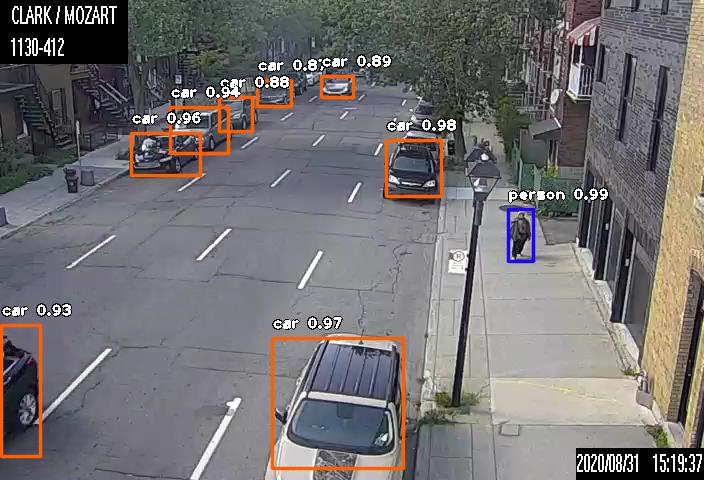 CLARK / MOZART
1130-412
car 0.89
car 0.8
car 0.88
car 0.94
car 0.96
car 0.98
person 0.99
car 0.93
car 0.97
2020/08/31 15:19:37